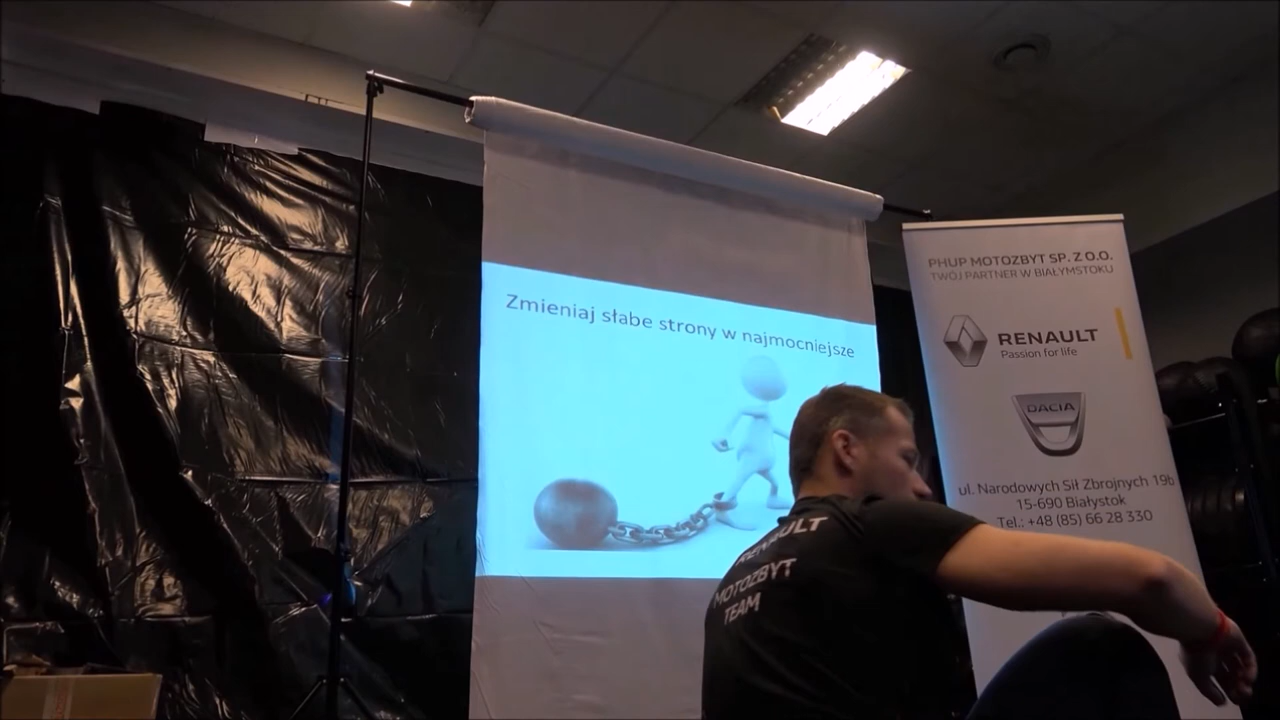 Zmieniaj słabe strony w najmocniejsze
PHUP MOTOZBYT SP. Z O.O.
TWÓJ PARTNER W BIAŁYMSTOKU
RENAULT
Passion for life
DACIA
ul. Narodowych Sił Zbrojnych 19b
15-690 Białystok
Tel.: +48 (85) 66 28 330
RENAULT
MOTOZBYT
TEAM